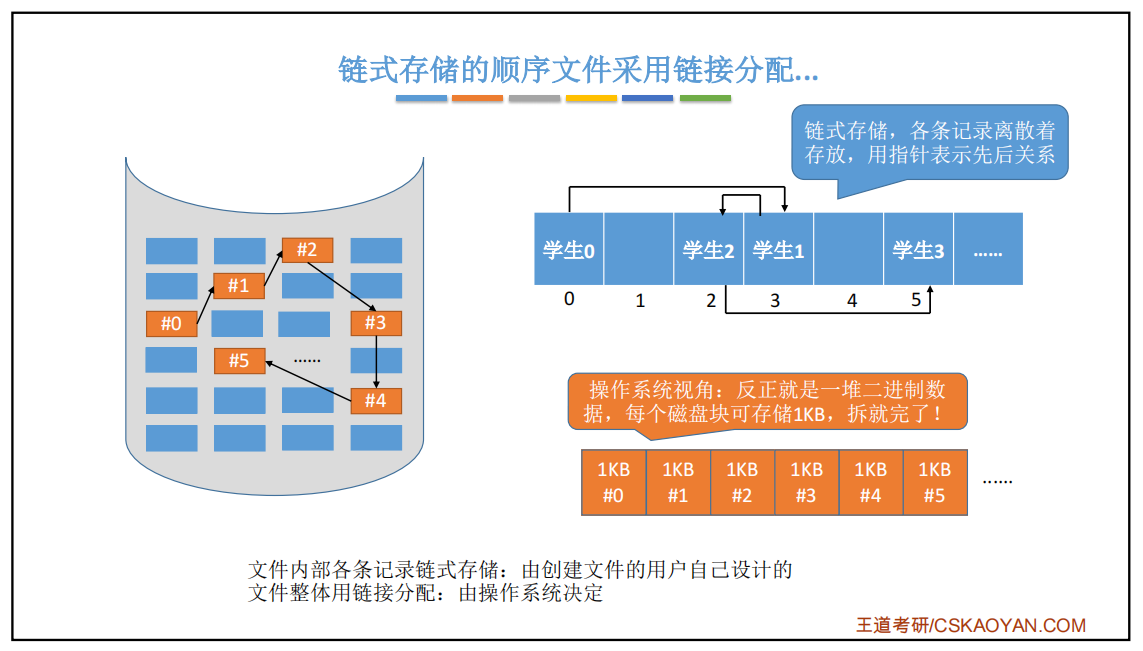 链式存储的顺序文件采用链接分配...
链式存储，各条记录离散着
存放，用指针表示先后关系
#2
#1
#0
#3
#5
......
#4
学生0
学生2
学生1
学生3
......
0
1
2
3
4
5
操作系统视角：反正就是一堆二进制数
据，每个磁盘块可存储1KB，拆就完了！
1KB
#0
1KB
#1
1KB
#2
1KB
#3
1KB
#4
1KB
#5
......
文件内部各条记录链式存储：由创建文件的用户自己设计的
文件整体用链接分配：由操作系统决定
王道考研/CSKAOYAN.COM